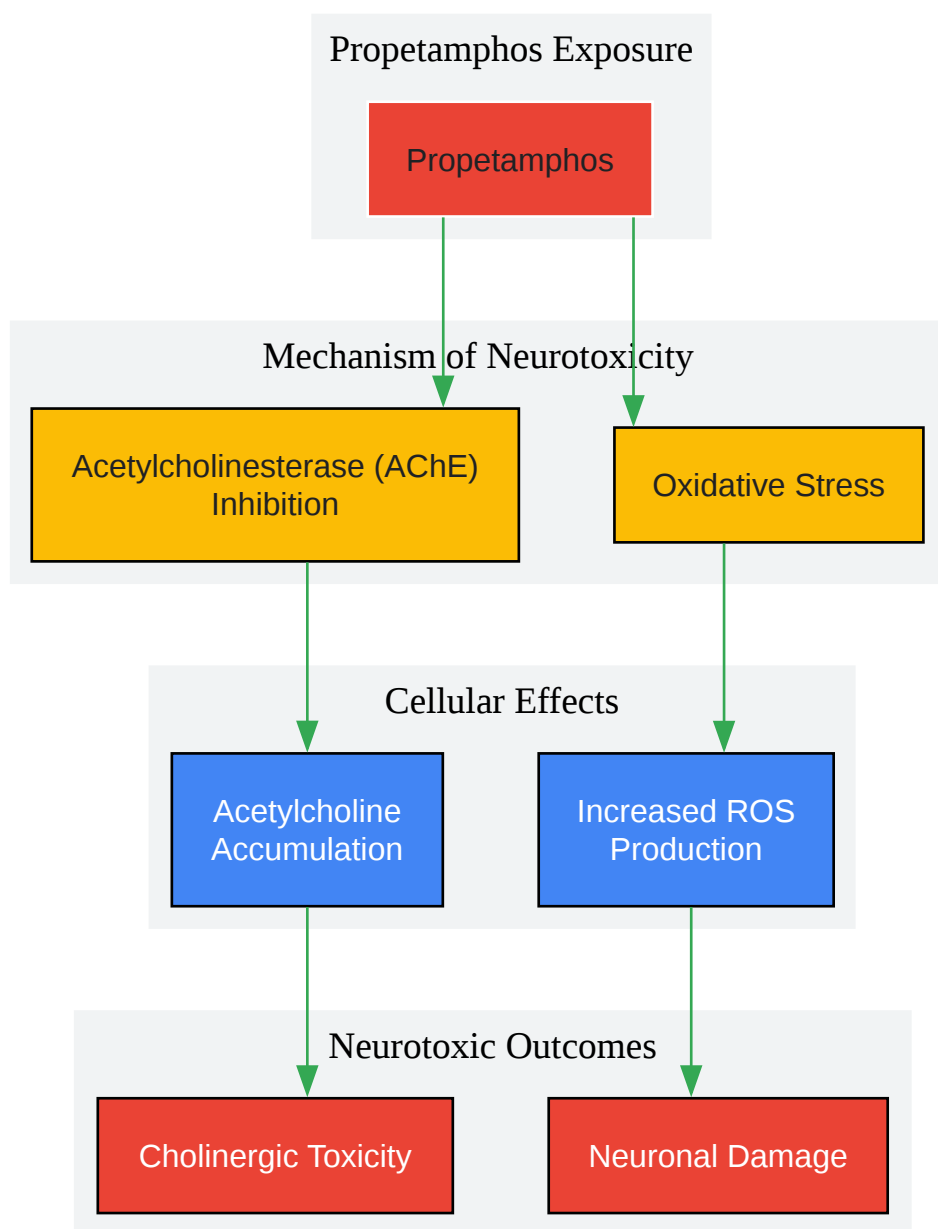 Propetamphos Exposure
Propetamphos
Mechanism of Neurotoxicity
Acetylcholinesterase (AChE)
Inhibition
Oxidative Stress
Cellular Effects
Acetylcholine
Accumulation
Increased ROS
Production
Neurotoxic Outcomes
Cholinergic Toxicity
Neuronal Damage